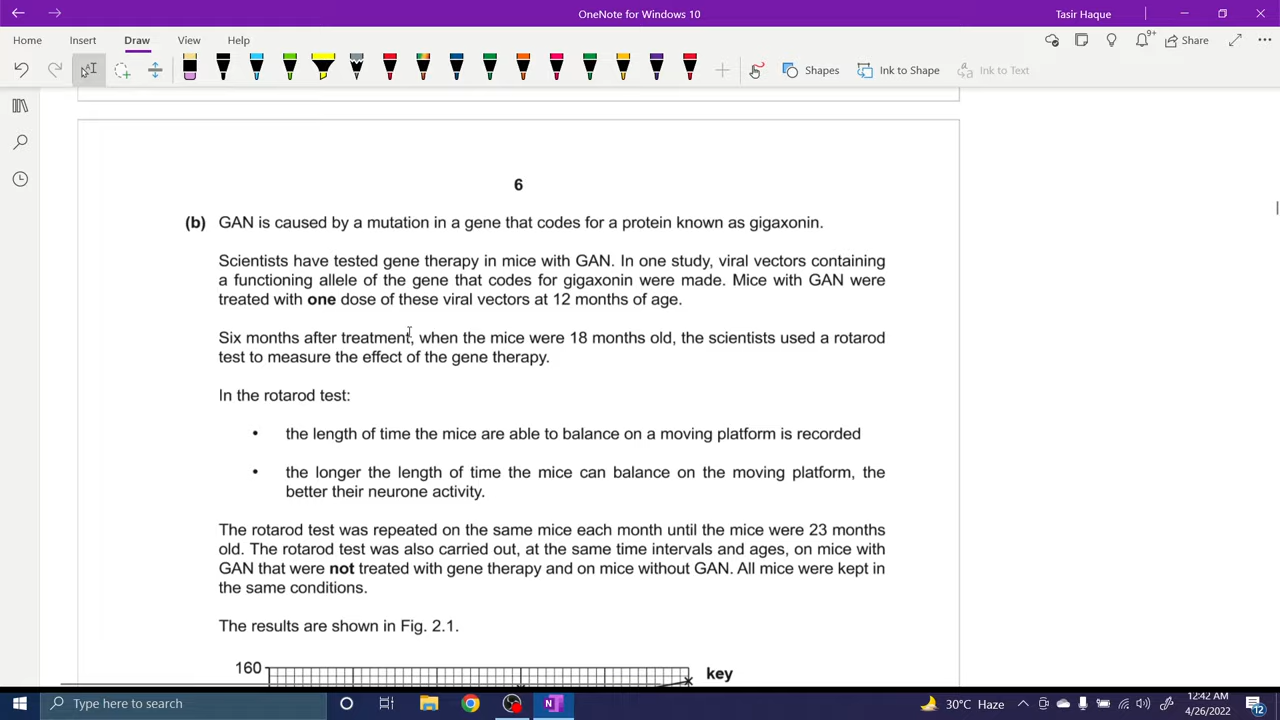 OneNote for Windows 10
Tasir Haque
Home
Insert
Draw
View
Help
9+
Share
Shapes
Ink to Shape
Ink to Text
6
(b) GAN is caused by a mutation in a gene that codes for a protein known as gigaxonin.
Scientists have tested gene therapy in mice with GAN. In one study, viral vectors containing
a functioning allele of the gene that codes for gigaxonin were made. Mice with GAN were
treated with one dose of these viral vectors at 12 months of age.
Six months after treatment, when the mice were 18 months old, the scientists used a rotarod
test to measure the effect of the gene therapy.
In the rotarod test:
• the length of time the mice are able to balance on a moving platform is recorded
• the longer the length of time the mice can balance on the moving platform, the
better their neurone activity.
The rotarod test was repeated on the same mice each month until the mice were 23 months
old. The rotarod test was also carried out, at the same time intervals and ages, on mice with
GAN that were not treated with gene therapy and on mice without GAN. All mice were kept in
the same conditions.
The results are shown in Fig. 2.1.
160
key
Type here to search
30°C Haze
12:42 AM
4/26/2022
12